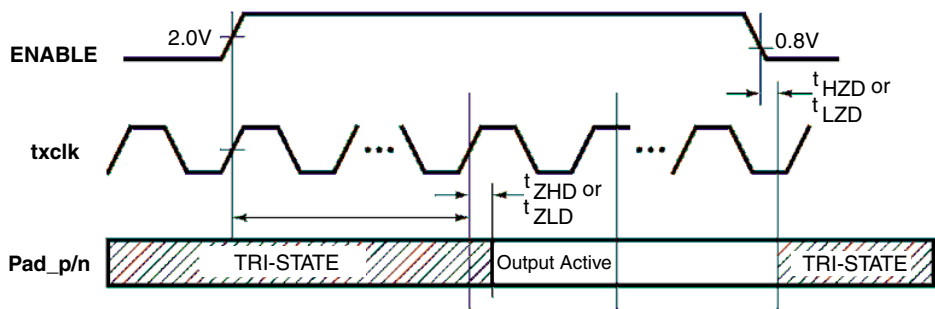 2.0V
ENABLE
0.8V
tHZD or
tLZD
txclk
tZHD or
tZLD
Pad_p/n
TRI-STATE
Output Active
TRI-STATE